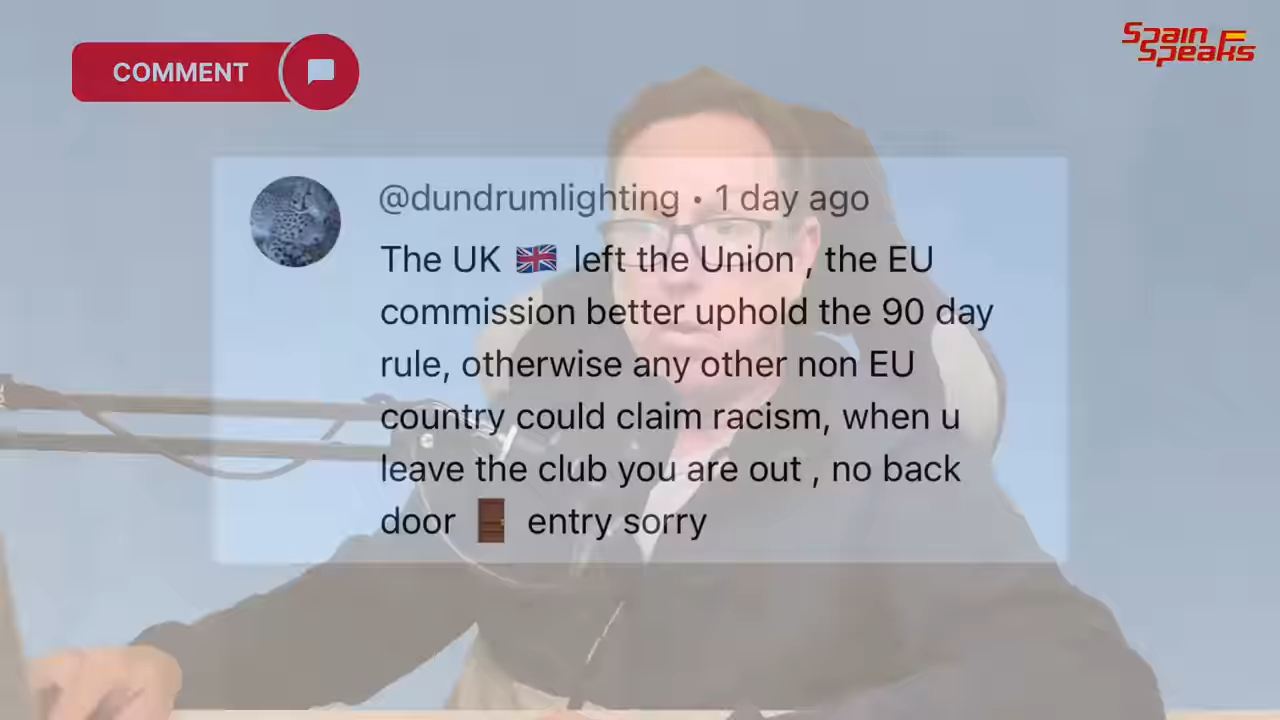 COMMENT
Spain
Speaks
@dundrumlighting • 1 day ago
The UK 🇬🇧 left the Union , the EU
commission better uphold the 90 day
rule, otherwise any other non EU
country could claim racism, when u
leave the club you are out , no back
door 🚪 entry sorry